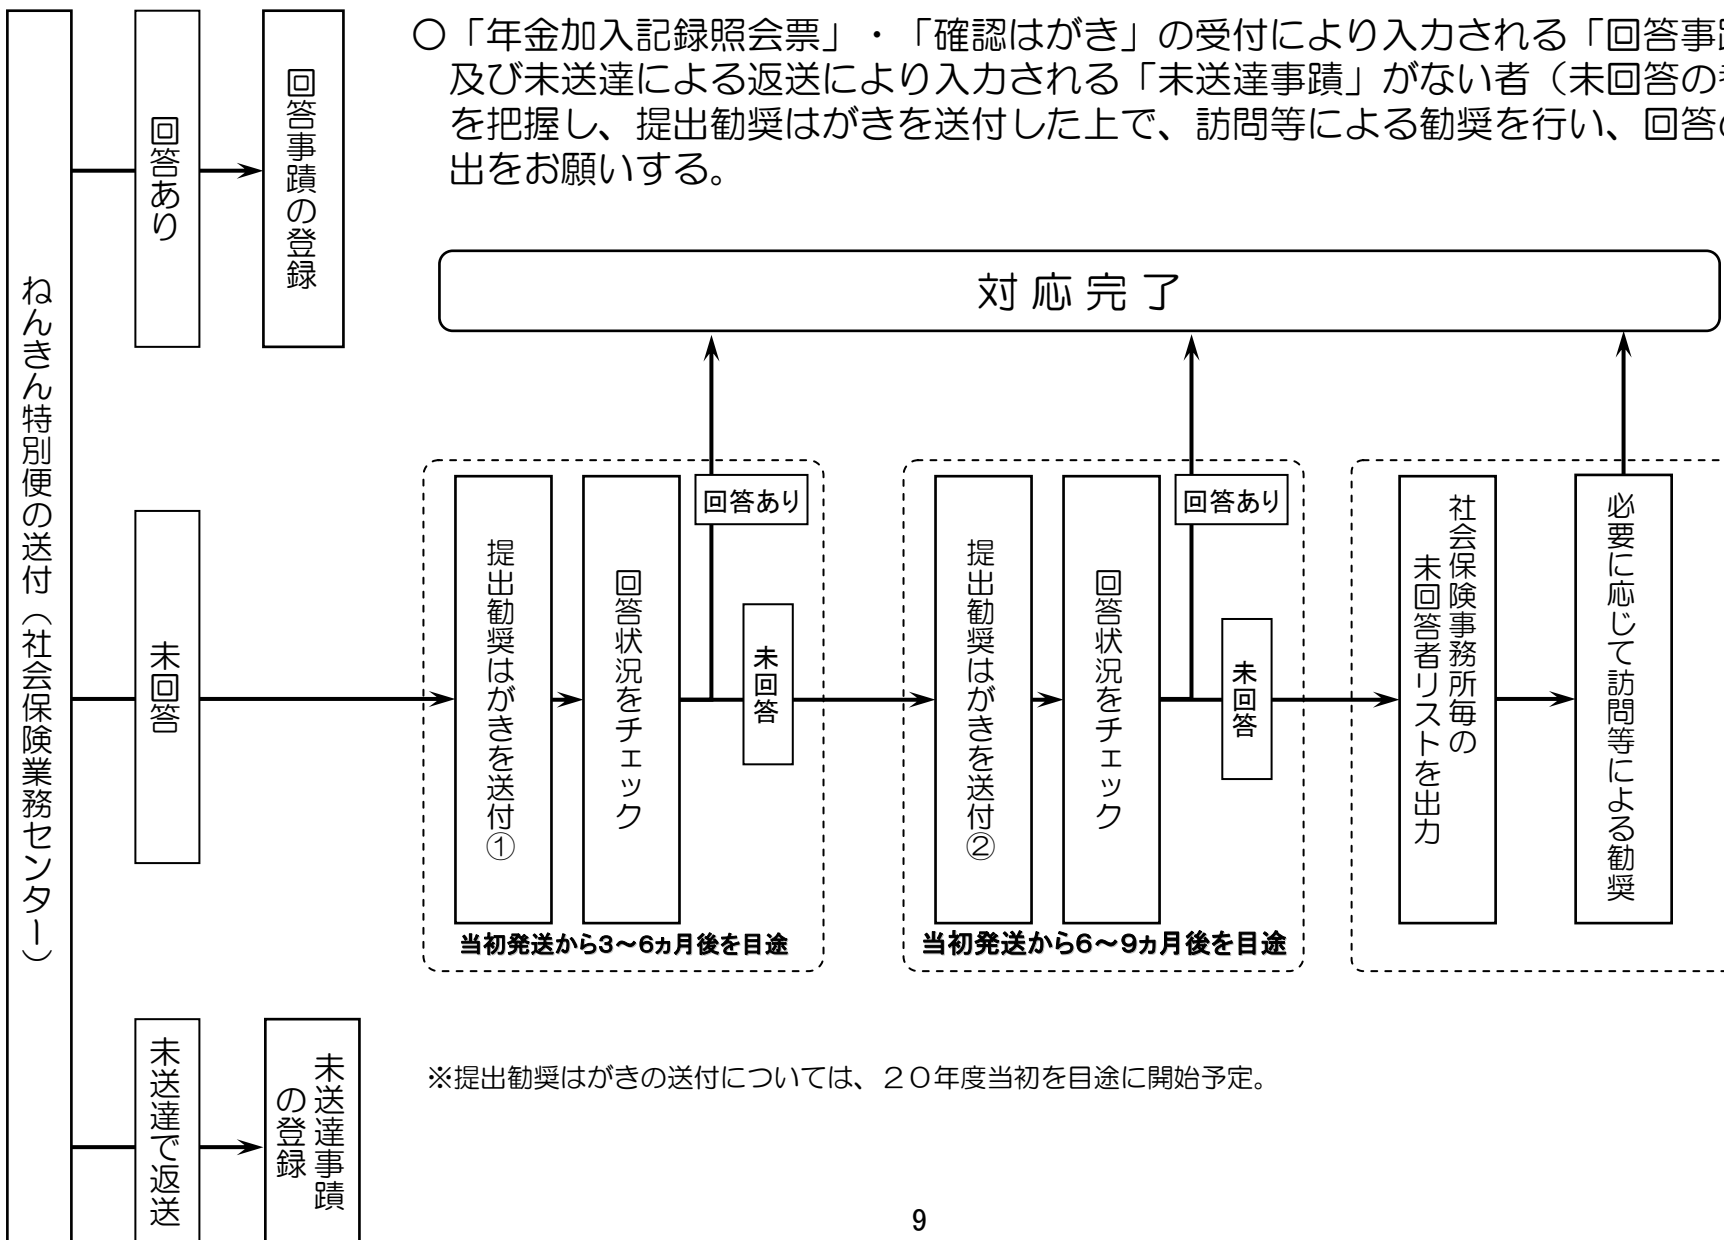 ○「年金加入記録照会票」・「確認はがき」の受付により入力される「回答事
及び未送達による返送により入力される「未送達事蹟」がない者（未回答の
を把握し、提出勧奨はがきを送付した上で、訪問等による勧奨を行い、回答
出をお願いする。
ねんきん特別便の送付（社会保険業務センター）
回答あり
回答事蹟の登録
対応完了
未回答
提出勧奨はがきを送付①
回答状況をチェック
回答あり
未回答
当初発送から3～6ヵ月後を目途
提出勧奨はがきを送付②
回答状況をチェック
回答あり
未回答
当初発送から6～9ヵ月後を目途
社会保険事務所毎の
未回答者リストを出力
必要に応じて訪問等による勧奨
未送達で返送
未送達事蹟
の登録
※提出勧奨はがきの送付については、２０年度当初を目途に開始予定。
9